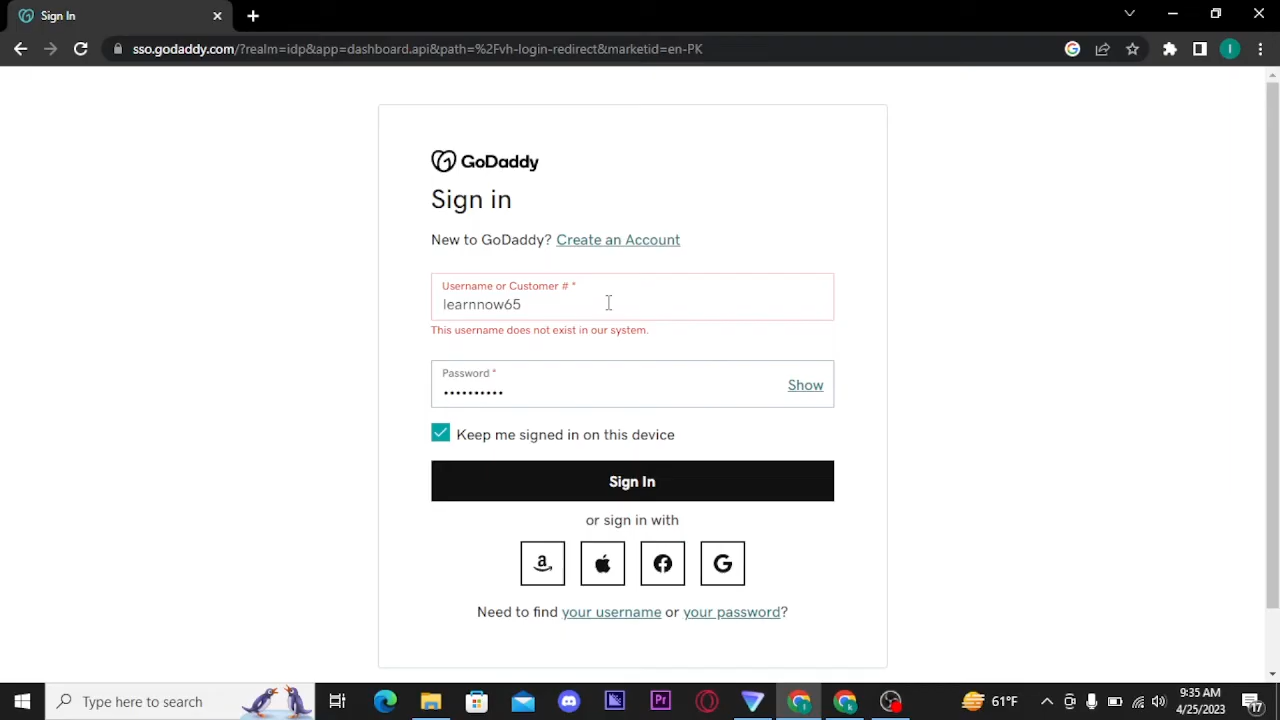 Sign In
sso.godaddy.com/?realm=idp&app=dashboard.api&path=%2Fvh-login-redirect&marketid=en-PK
I
GoDaddy
Sign in
New to GoDaddy? Create an Account
Username or Customer # *
learnnow65
This username does not exist in our system.
Password *
••••••••••
Show
Keep me signed in on this device
Sign In
or sign in with
Need to find your username or your password?
Type here to search
Pr
61°F
9:35 AM
4/25/2023
17